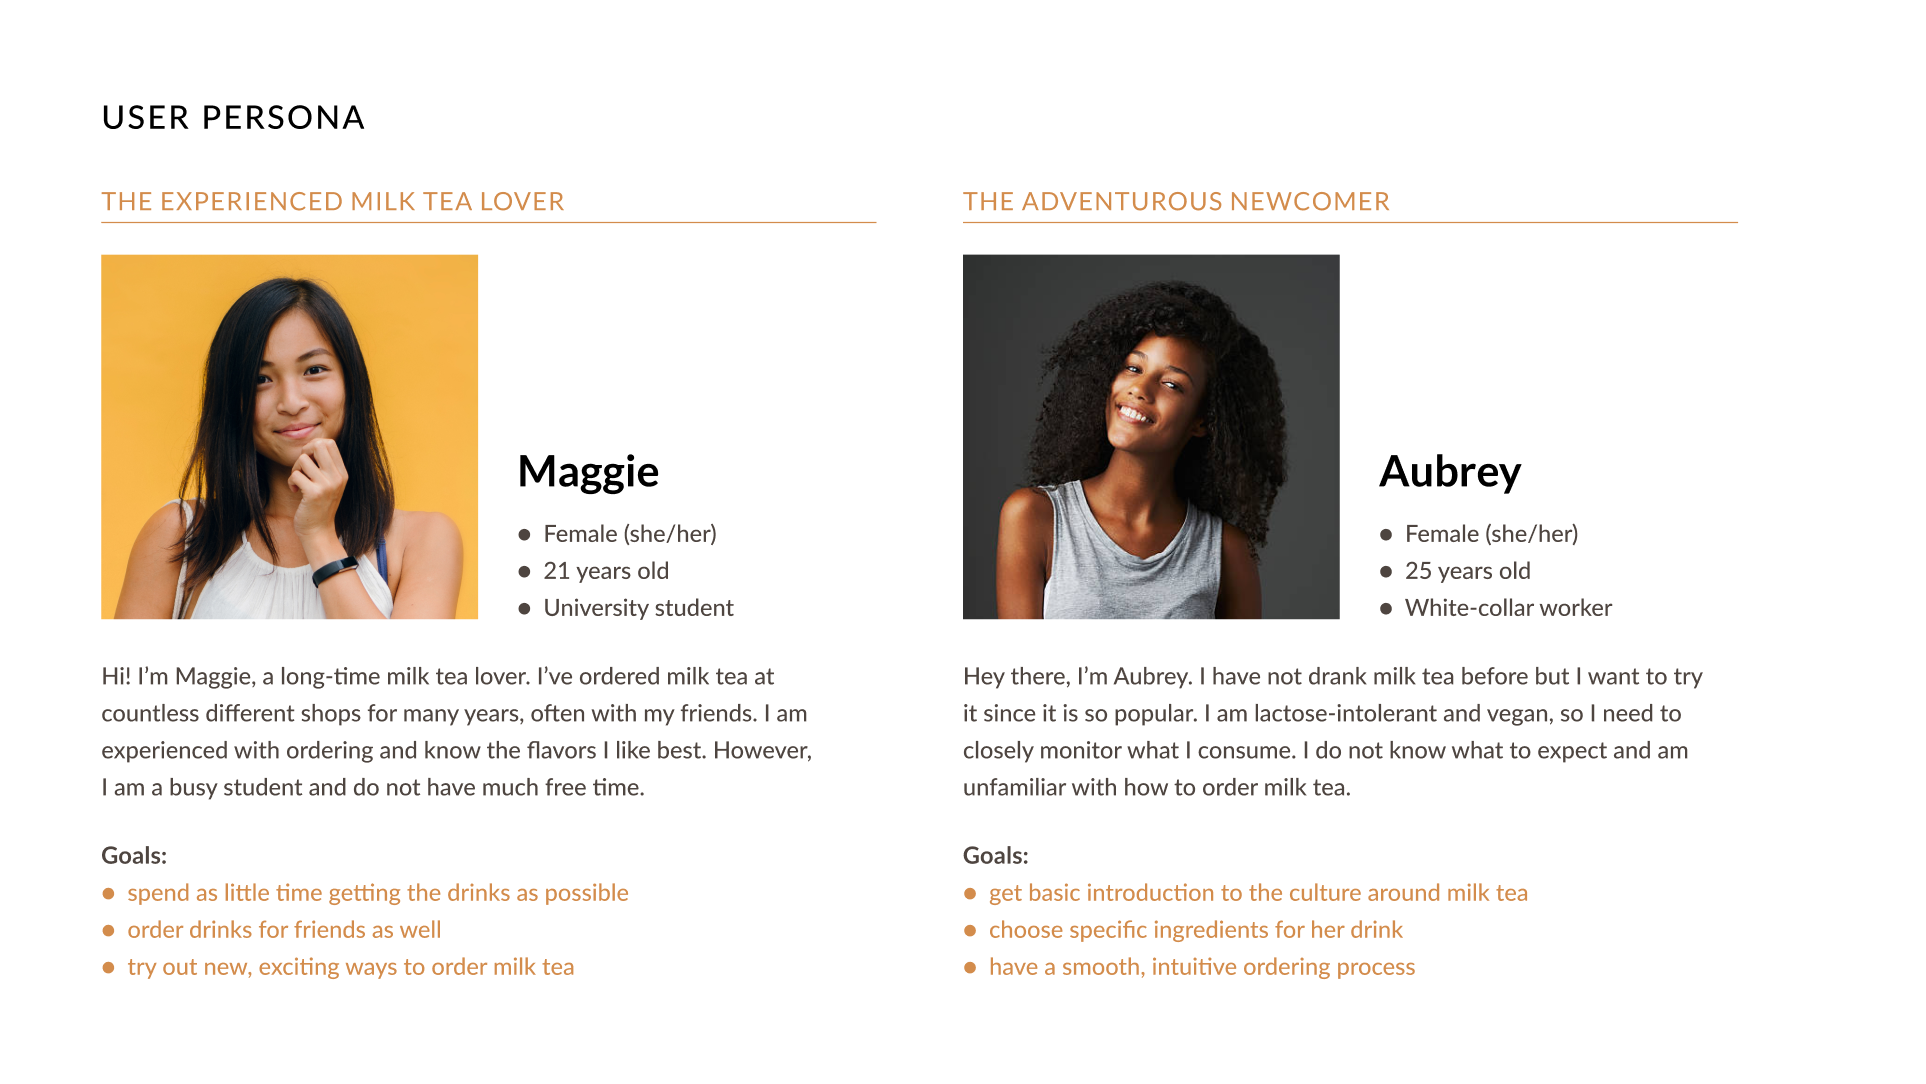 USER PERSONA
THE EXPERIENCED MILK TEA LOVER
Maggie
● Female (she/her)
● 21 years old
● University student
Hi! I’m Maggie, a long-time milk tea lover. I’ve ordered milk tea at
countless different shops for many years, often with my friends. I am
experienced with ordering and know the flavors I like best. However,
I am a busy student and do not have much free time.
Goals:
● spend as little time getting the drinks as possible
● order drinks for friends as well
● try out new, exciting ways to order milk tea
THE ADVENTUROUS NEWCOMER
Aubrey
● Female (she/her)
● 25 years old
● White-collar worker
Hey there, I’m Aubrey. I have not drank milk tea before but I want to try
it since it is so popular. I am lactose-intolerant and vegan, so I need to
closely monitor what I consume. I do not know what to expect and am
unfamiliar with how to order milk tea.
Goals:
● get basic introduction to the culture around milk tea
● choose specific ingredients for her drink
● have a smooth, intuitive ordering process